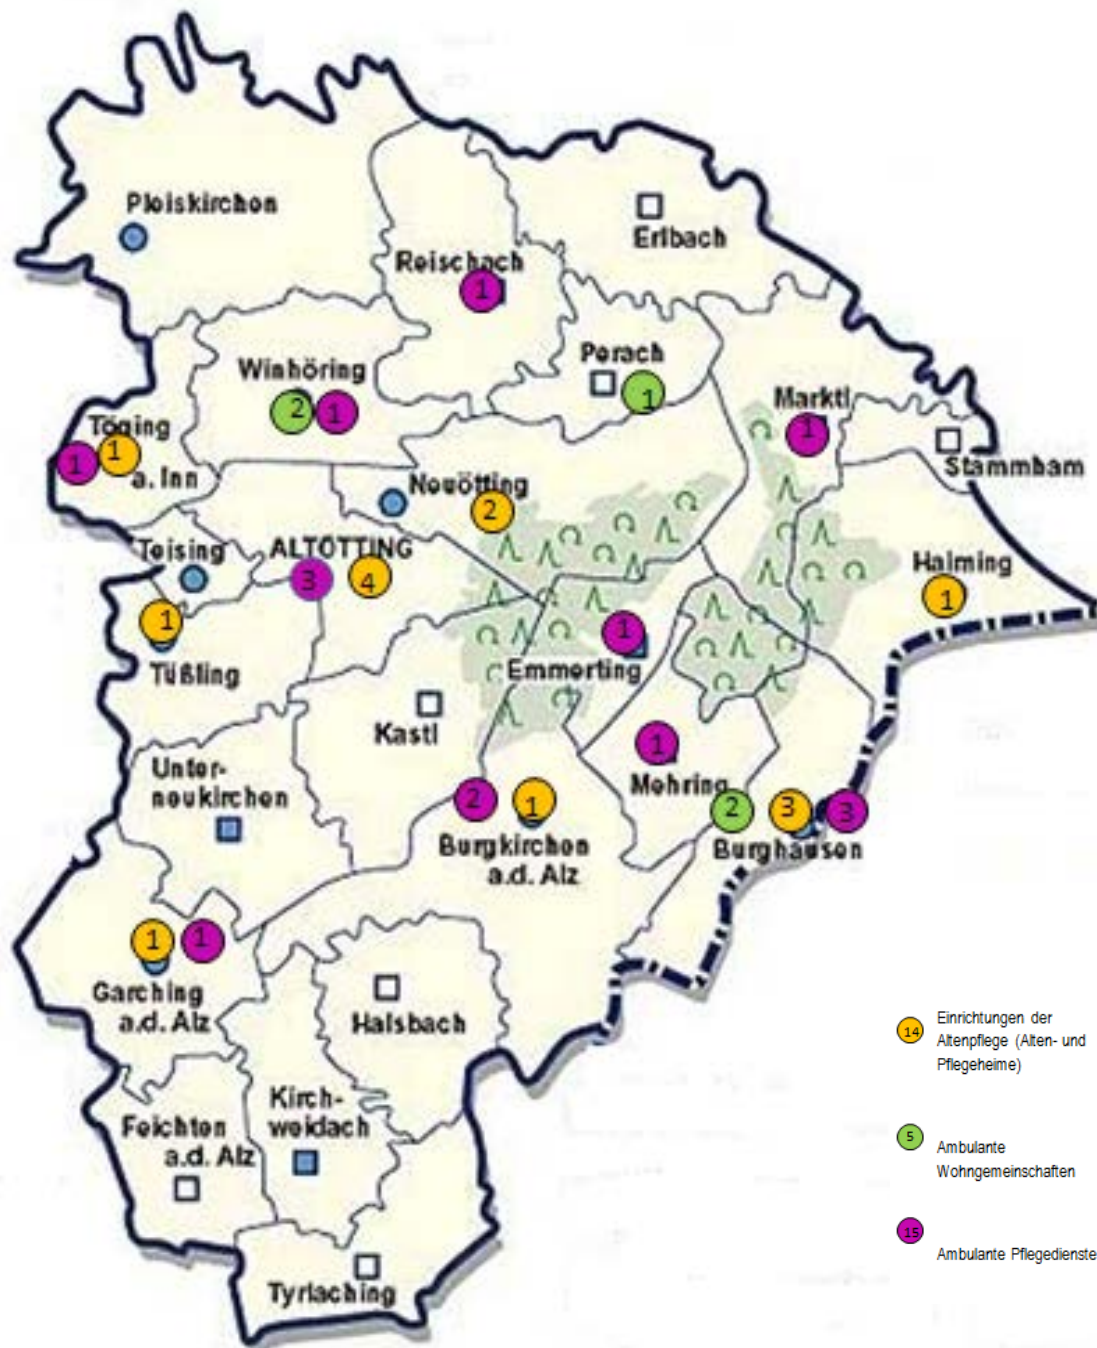 Pleiskirchen
Erlbach
Reischach
1
Winhöring
2 1
Perach
1
Marktl
1
Stammham
Töging
1 1
a. Inn
Neuötting
2
Teising
ALTÖTTING
3 4
Haiming
1
1
Tüßling
1
Emmerting
Kastl
1
Mehring
Unter-
neukirchen
2 1
Burgkirchen
a.d. Alz
2 3 3
Burghausen
1 1
Garching
a.d. Alz
Halsbach
Kirch-
weidach
Feichten
a.d. Alz
Tyrlaching
14 Einrichtungen der
Altenpflege (Alten- und
Pflegeheime)
5 Ambulante
Wohngemeinschaften
15 Ambulante Pflegedienste